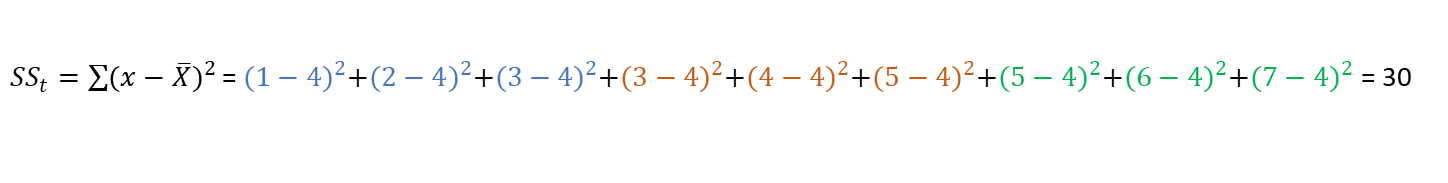 SSₜ = ∑(x − X̄)² = (1 − 4)²+(2 − 4)²+(3 − 4)²+(3 − 4)²+(4 − 4)²+(5 − 4)²+(5 − 4)²+(6 − 4)²+(7 − 4)² = 30